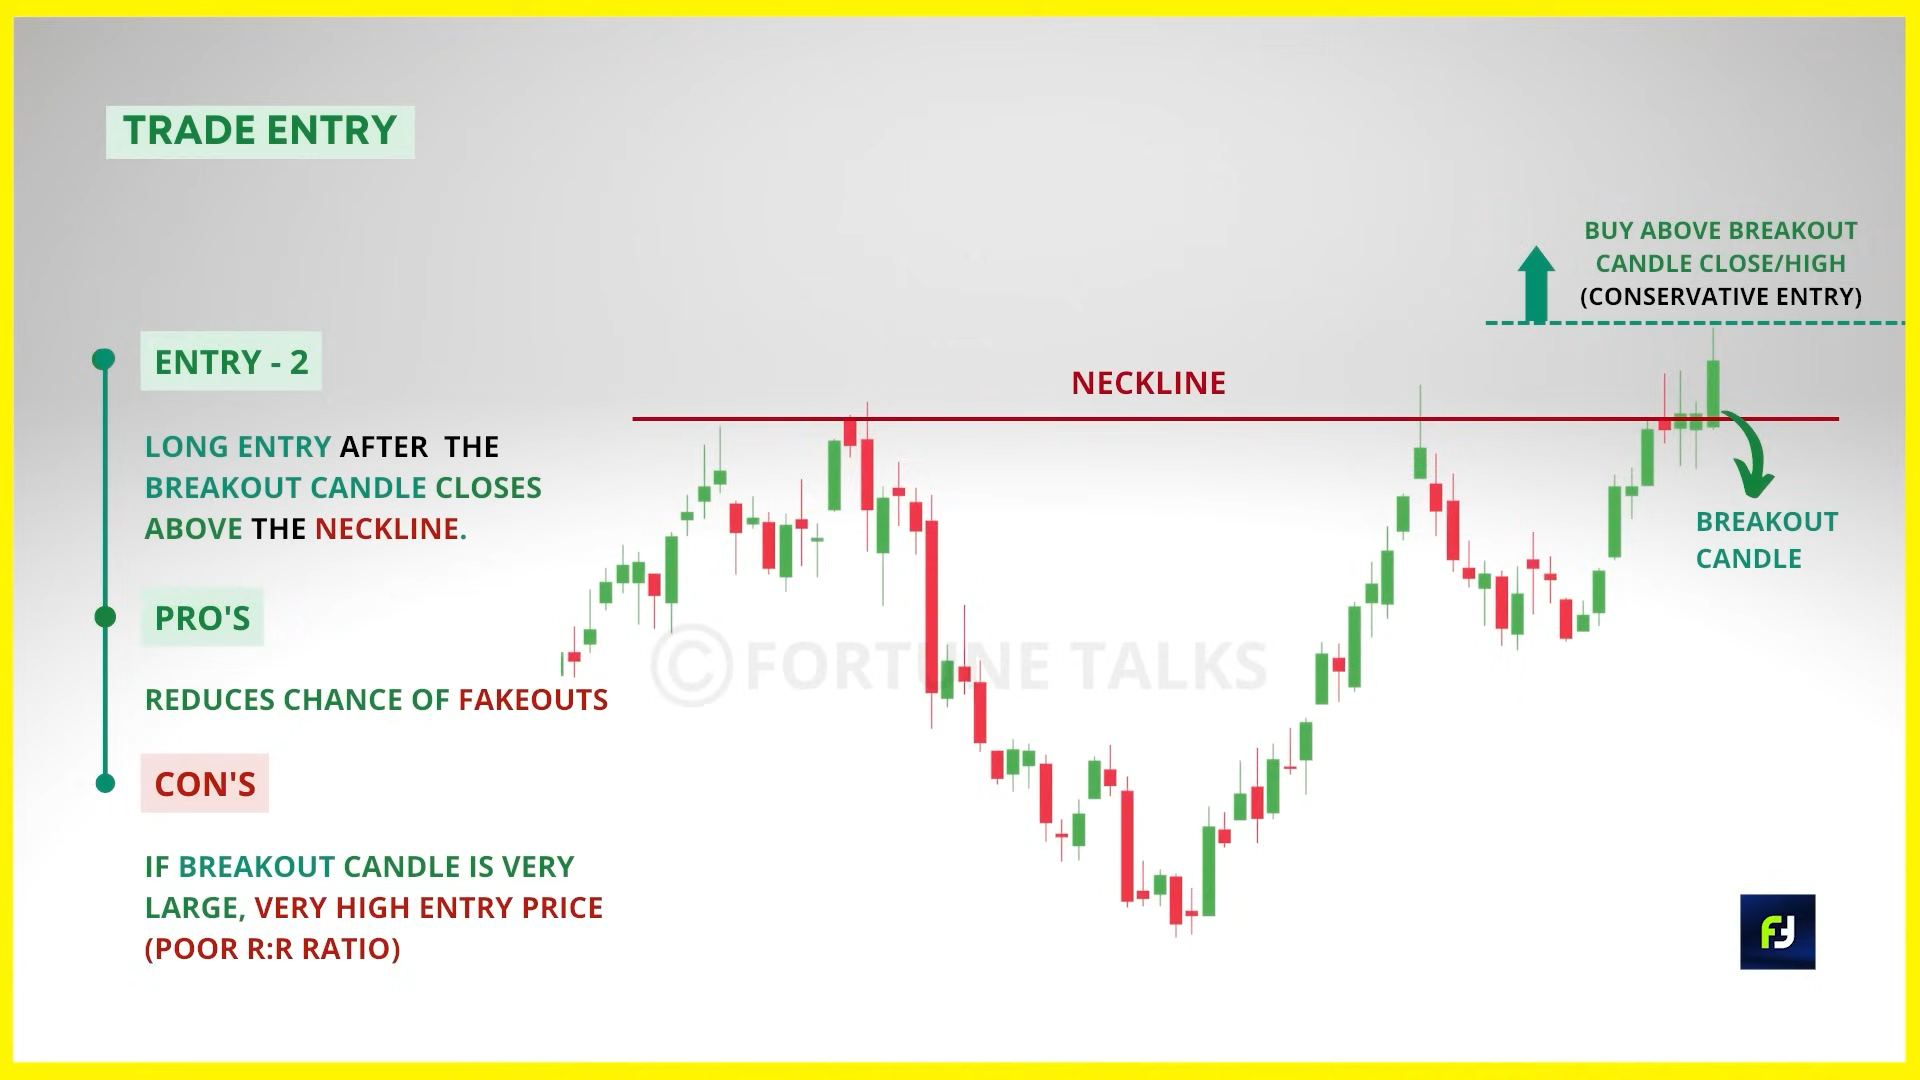 TRADE ENTRY
BUY ABOVE BREAKOUT
CANDLE CLOSE/HIGH
(CONSERVATIVE ENTRY)
ENTRY - 2
NECKLINE
LONG ENTRY AFTER THE
BREAKOUT CANDLE CLOSES
ABOVE THE NECKLINE.
BREAKOUT
CANDLE
PRO'S
© FORTUNE TALKS
REDUCES CHANCE OF FAKEOUTS
CON'S
IF BREAKOUT CANDLE IS VERY
LARGE, VERY HIGH ENTRY PRICE
(POOR R:R RATIO)